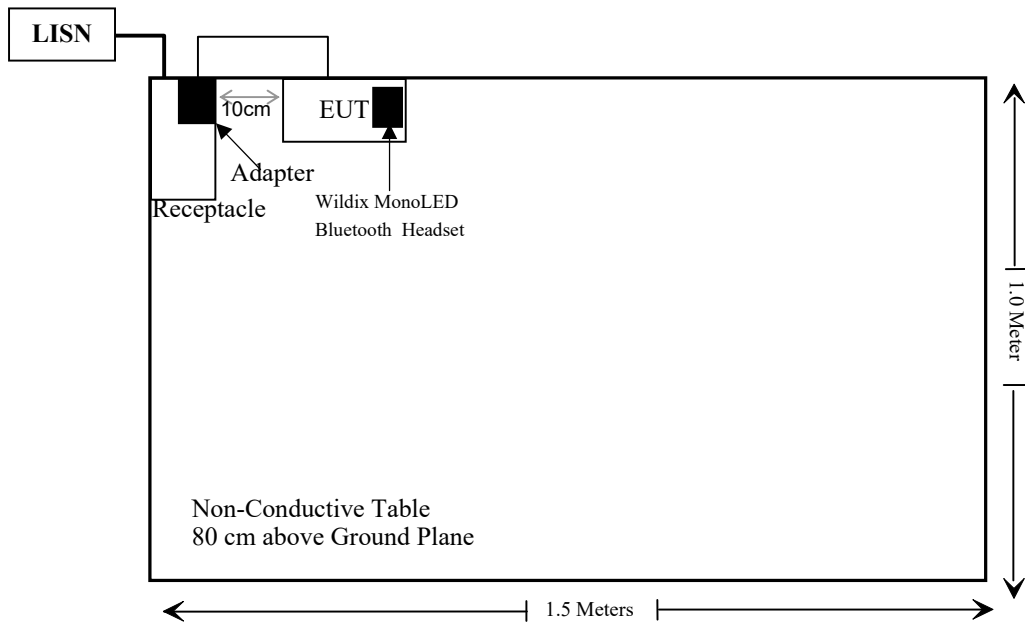 LISN
10cm
EUT
Adapter
Receptacle
Wildix MonoLED
Bluetooth Headset
1.0 Meter
Non-Conductive Table
80 cm above Ground Plane
1.5 Meters